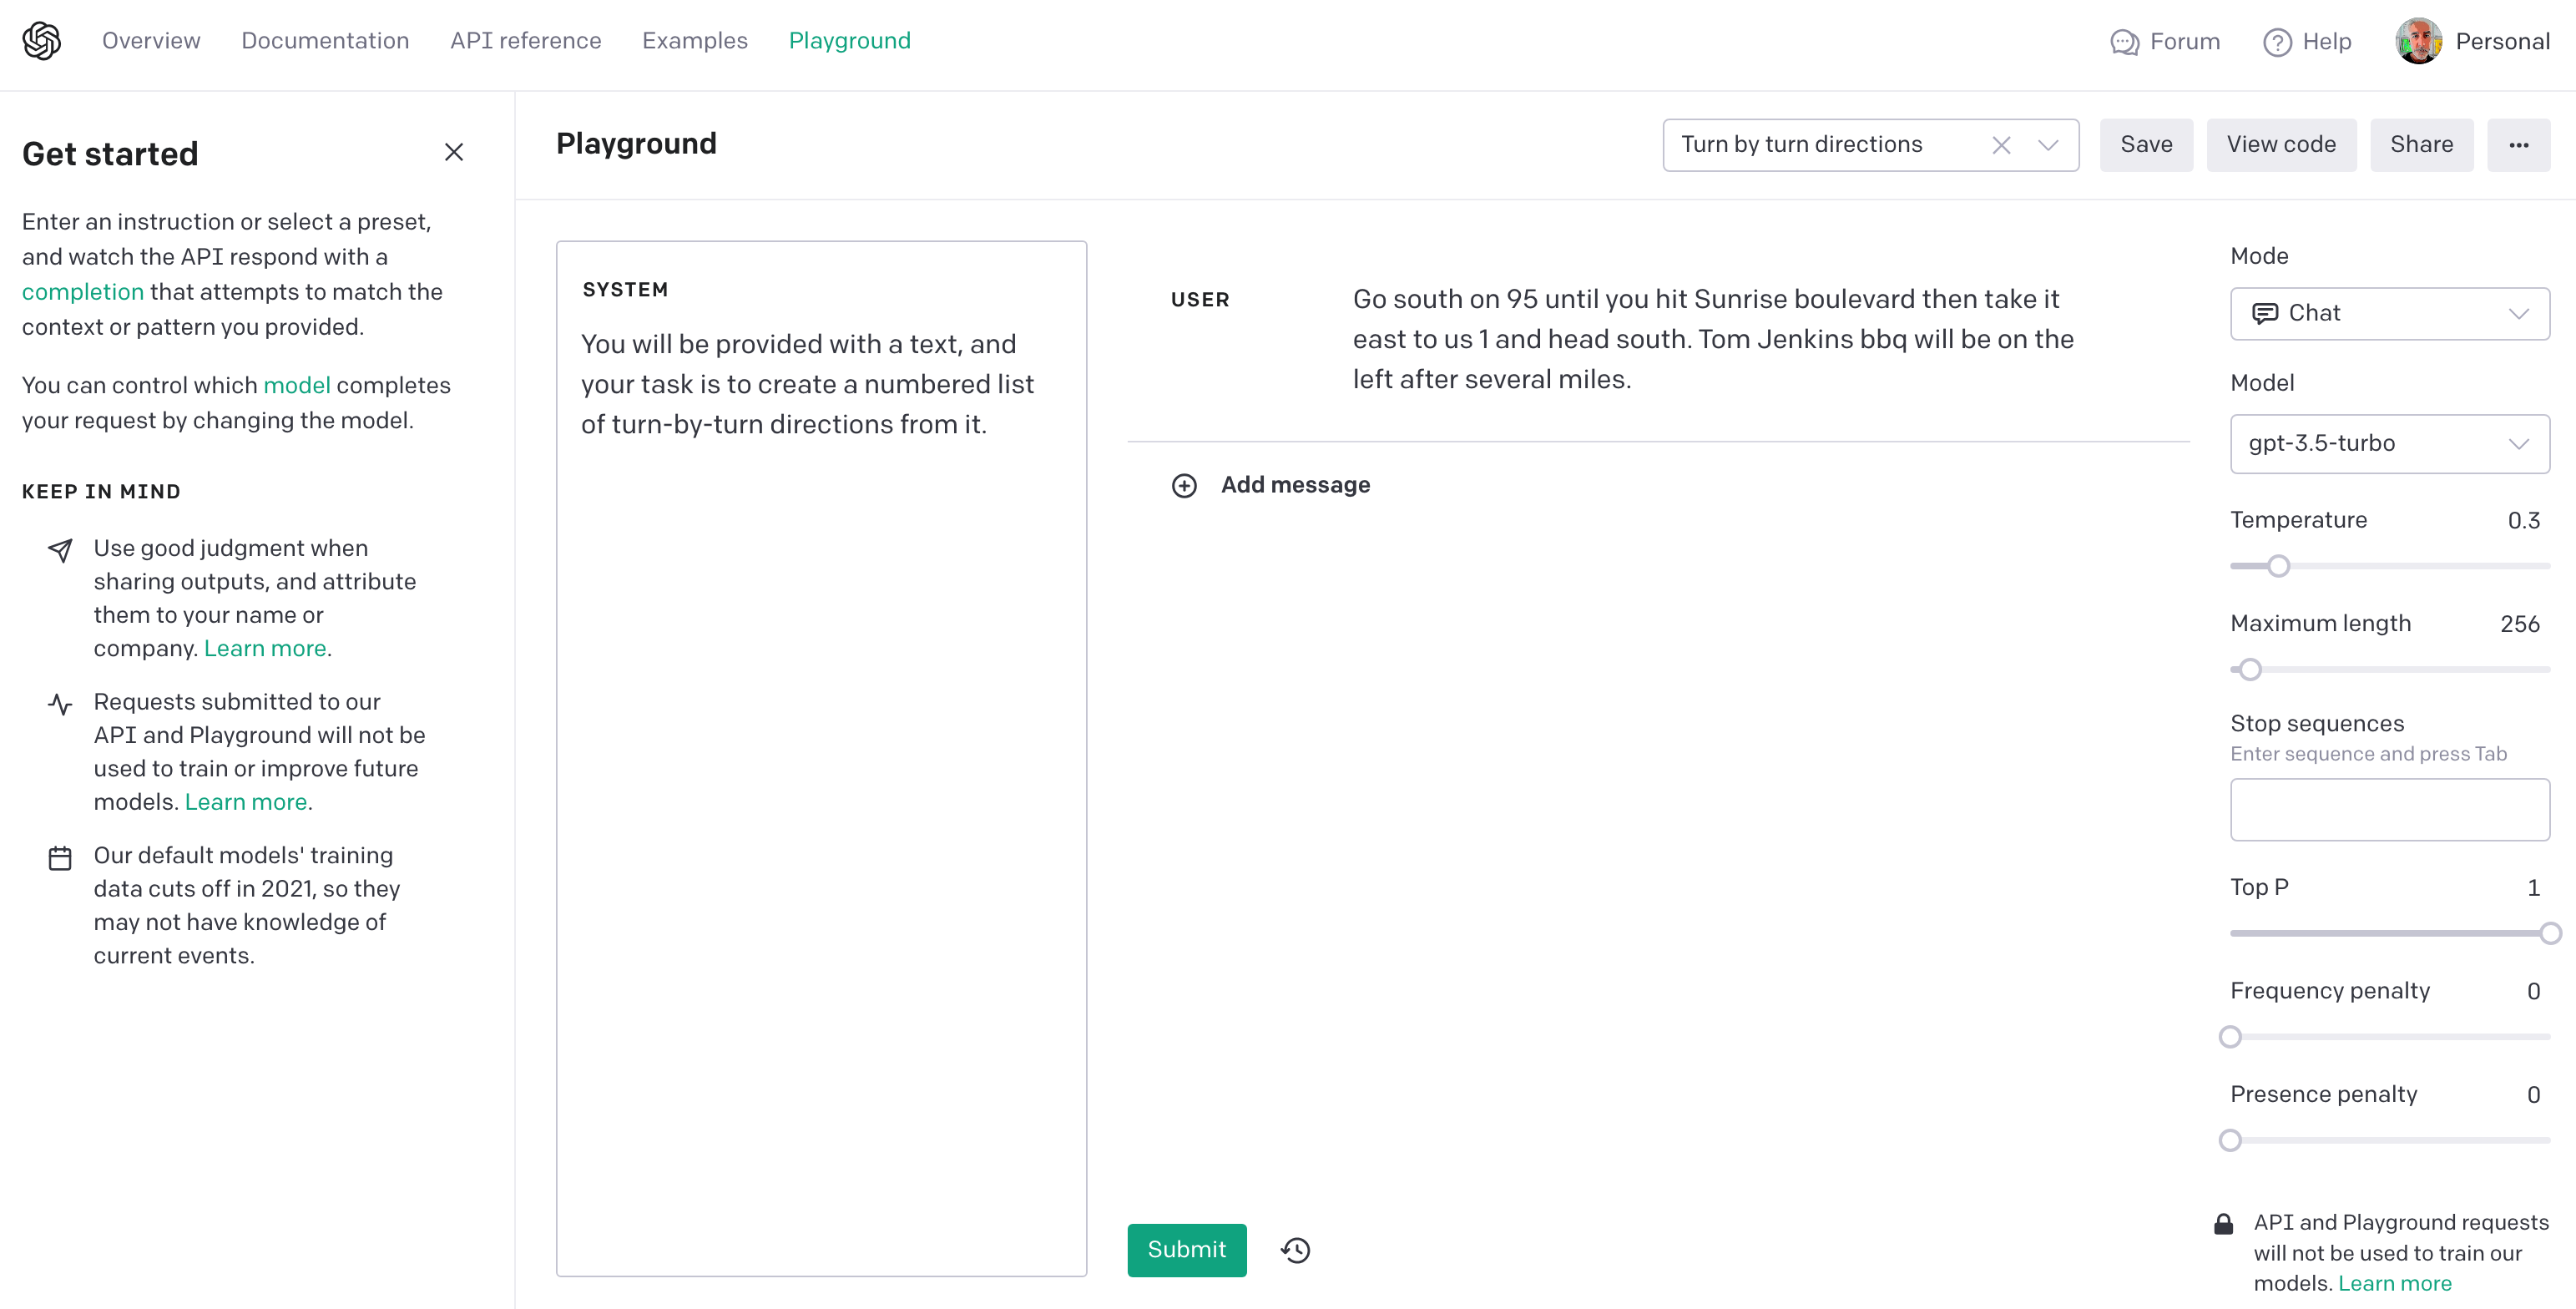 Overview Documentation API reference Examples Playground Forum Help Personal
Get started
Enter an instruction or select a preset,
and watch the API respond with a
completion that attempts to match the
context or pattern you provided.
You can control which model completes
your request by changing the model.
KEEP IN MIND
Use good judgment when
sharing outputs, and attribute
them to your name or
company. Learn more.
Requests submitted to our
API and Playground will not be
used to train or improve future
models. Learn more.
Our default models' training
data cuts off in 2021, so they
may not have knowledge of
current events.
Playground
Turn by turn directions
Save
View code
Share
SYSTEM
You will be provided with a text, and
your task is to create a numbered list
of turn-by-turn directions from it.
USER
Go south on 95 until you hit Sunrise boulevard then take it
east to us 1 and head south. Tom Jenkins bbq will be on the
left after several miles.
Add message
Submit
Mode
Chat
Model
gpt-3.5-turbo
Temperature 0.3
Maximum length 256
Stop sequences
Enter sequence and press Tab
Top P 1
Frequency penalty 0
Presence penalty 0
API and Playground requests
will not be used to train our
models. Learn more